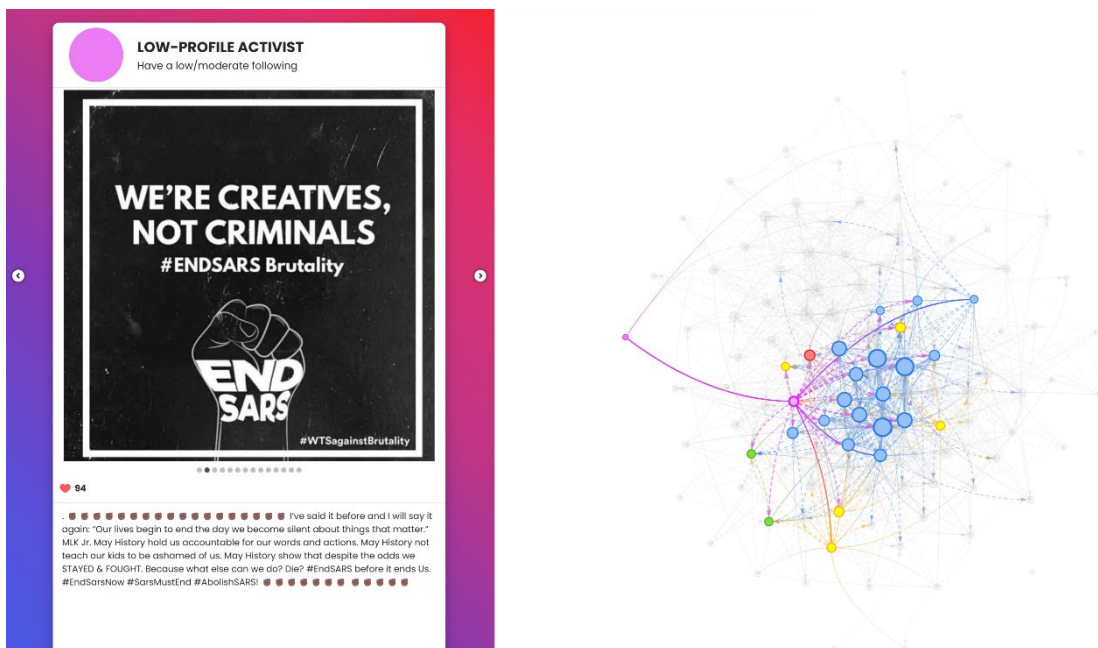 LOW-PROFILE ACTIVIST
Have a low/moderate following
WE'RE CREATIVES,
NOT CRIMINALS
#ENDSARS Brutality
END
SARS
#WTSagainstBrutality
94
. ✊🏿 ✊🏿 ✊🏿 ✊🏿 ✊🏿 ✊🏿 ✊🏿 ✊🏿 ✊🏿 ✊🏿 ✊🏿 ✊🏿 ✊🏿 ✊🏿 ✊🏿 ✊🏿 ✊🏿 I've said it before and I will say it
again: "Our lives begin to end the day we become silent about things that matter."
MLK Jr. May History hold us accountable for our words and actions. May History not
teach our kids to be ashamed of us. May History show that despite the odds we
STAYED & FOUGHT. Because what else can we do? Die? #EndSARS before it ends Us.
#EndSarsNow #SarsMustEnd #AbolishSARS! ✊🏿 ✊🏿 ✊🏿 ✊🏿 ✊🏿 ✊🏿 ✊🏿 ✊🏿 ✊🏿 ✊🏿 ✊🏿